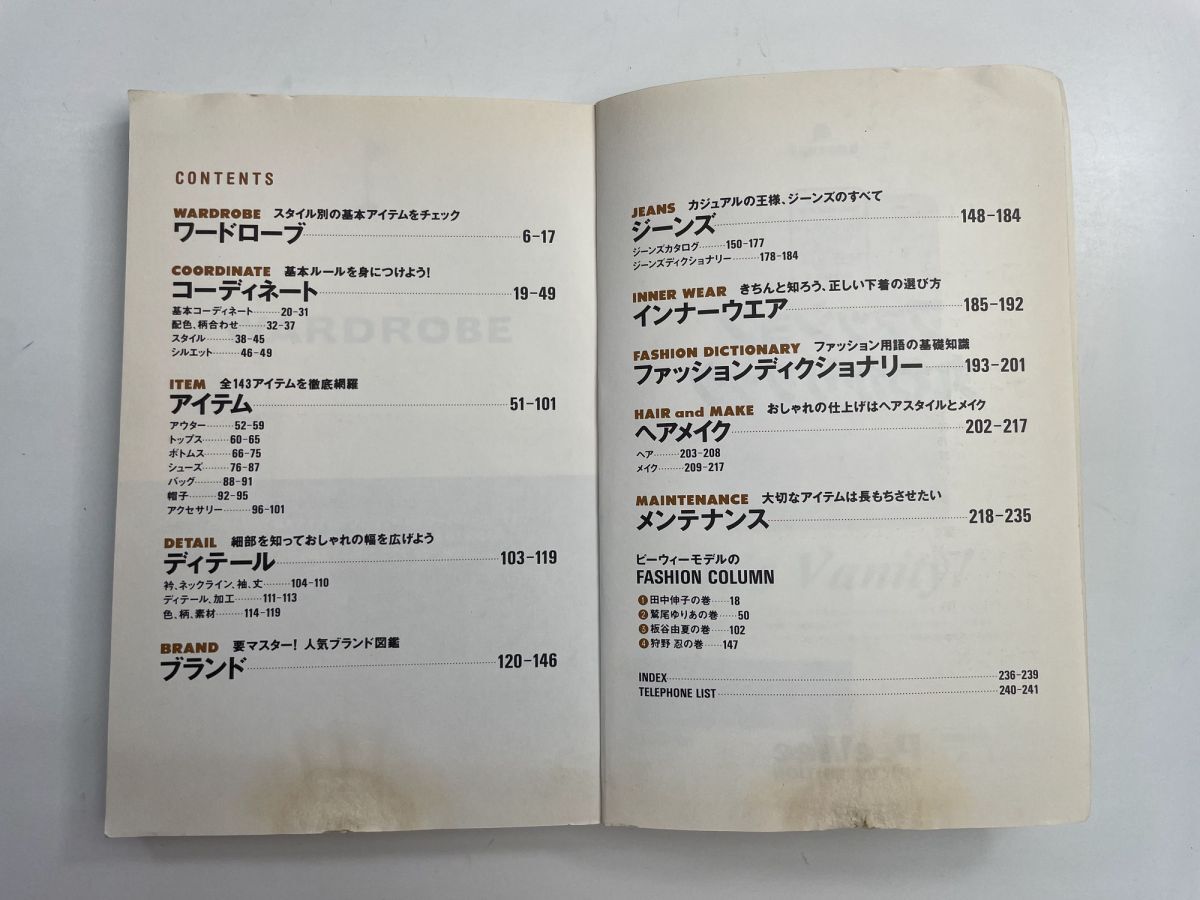 CONTENTS
WARDROBE スタイル別の基本アイテムをチェック
ワードローブ 6-17
COORDINATE 基本ルールを身につけよう!
コーディネート 19-49
基本コーディネート 20-31
配色、柄合わせ 32-37
スタイル 38-45
シルエット 46-49
ITEM 全143アイテムを徹底網羅
アイテム 51-101
アウター 52-59
トップス 60-65
ボトムス 66-75
シューズ 76-87
バッグ 88-91
帽子 92-95
アクセサリー 96-101
DETAIL 細部を知っておしゃれの幅を広げよう
ディテール 103-119
衿、ネックライン、袖、丈 104-110
ディテール、加工 111-113
色、柄、素材 114-119
BRAND 要マスター! 人気ブランド図鑑
ブランド 120-146
JEANS カジュアルの王様、ジーンズのすべて
ジーンズ 148-184
ジーンズカタログ 150-177
ジーンズディクショナリー 178-184
INNER WEAR きちんと知ろう、正しい下着の選び方
インナーウエア 185-192
FASHION DICTIONARY ファッション用語の基礎知識
ファッションディクショナリー 193-201
HAIR and MAKE おしゃれの仕上げはヘアスタイルとメイク
ヘアメイク 202-217
ヘア 203-208
メイク 209-217
MAINTENANCE 大切なアイテムは長もちさせたい
メンテナンス 218-235
ビーウィーモデルの
FASHION COLUMN
❶田中伸子の巻 18
❷鷲尾ゆりあの巻 50
❸板谷由夏の巻 102
❹狩野 忍の巻 147
INDEX 236-239
TELEPHONE LIST 240-241